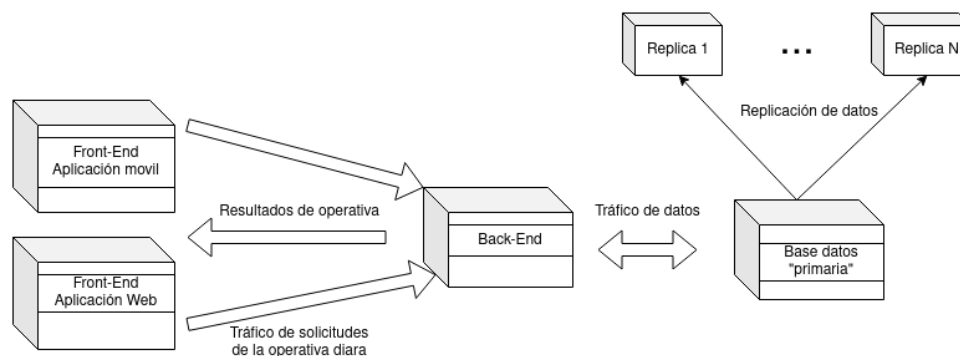 Replica 1
...
Replica N
Replicación de datos
Front-End
Aplicación movil
Resultados de operativa
Back-End
Tráfico de datos
Base datos
"primaria"
Front-End
Aplicación Web
Tráfico de solicitudes
de la operativa diara